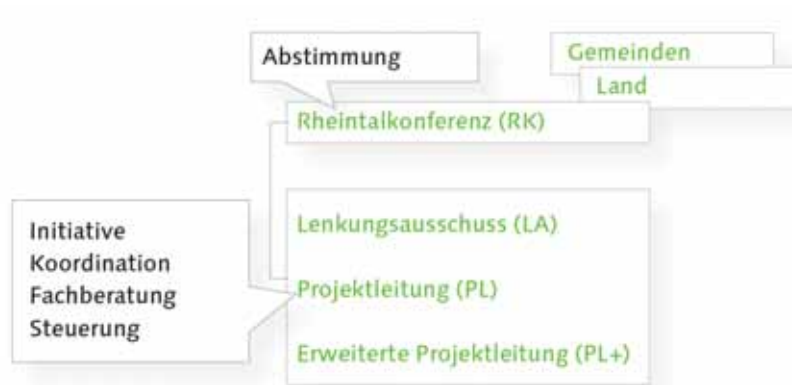 Abstimmung
Gemeinden
Land
Rheintalkonferenz (RK)
Initiative
Koordination
Fachberatung
Steuerung
Lenkungsausschuss (LA)
Projektleitung (PL)
Erweiterte Projektleitung (PL+)